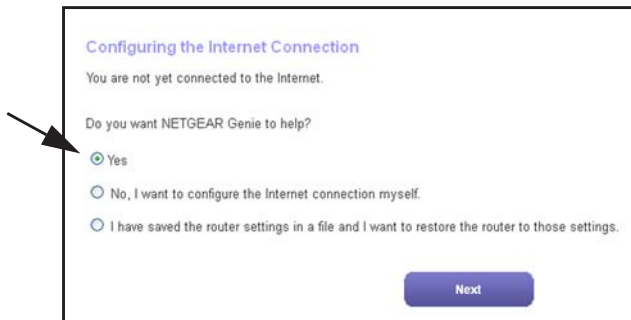 Configuring the Internet Connection
You are not yet connected to the Internet.
Do you want NETGEAR Genie to help?
Yes
No, I want to configure the Internet connection myself.
I have saved the router settings in a file and I want to restore the router to those settings.
Next